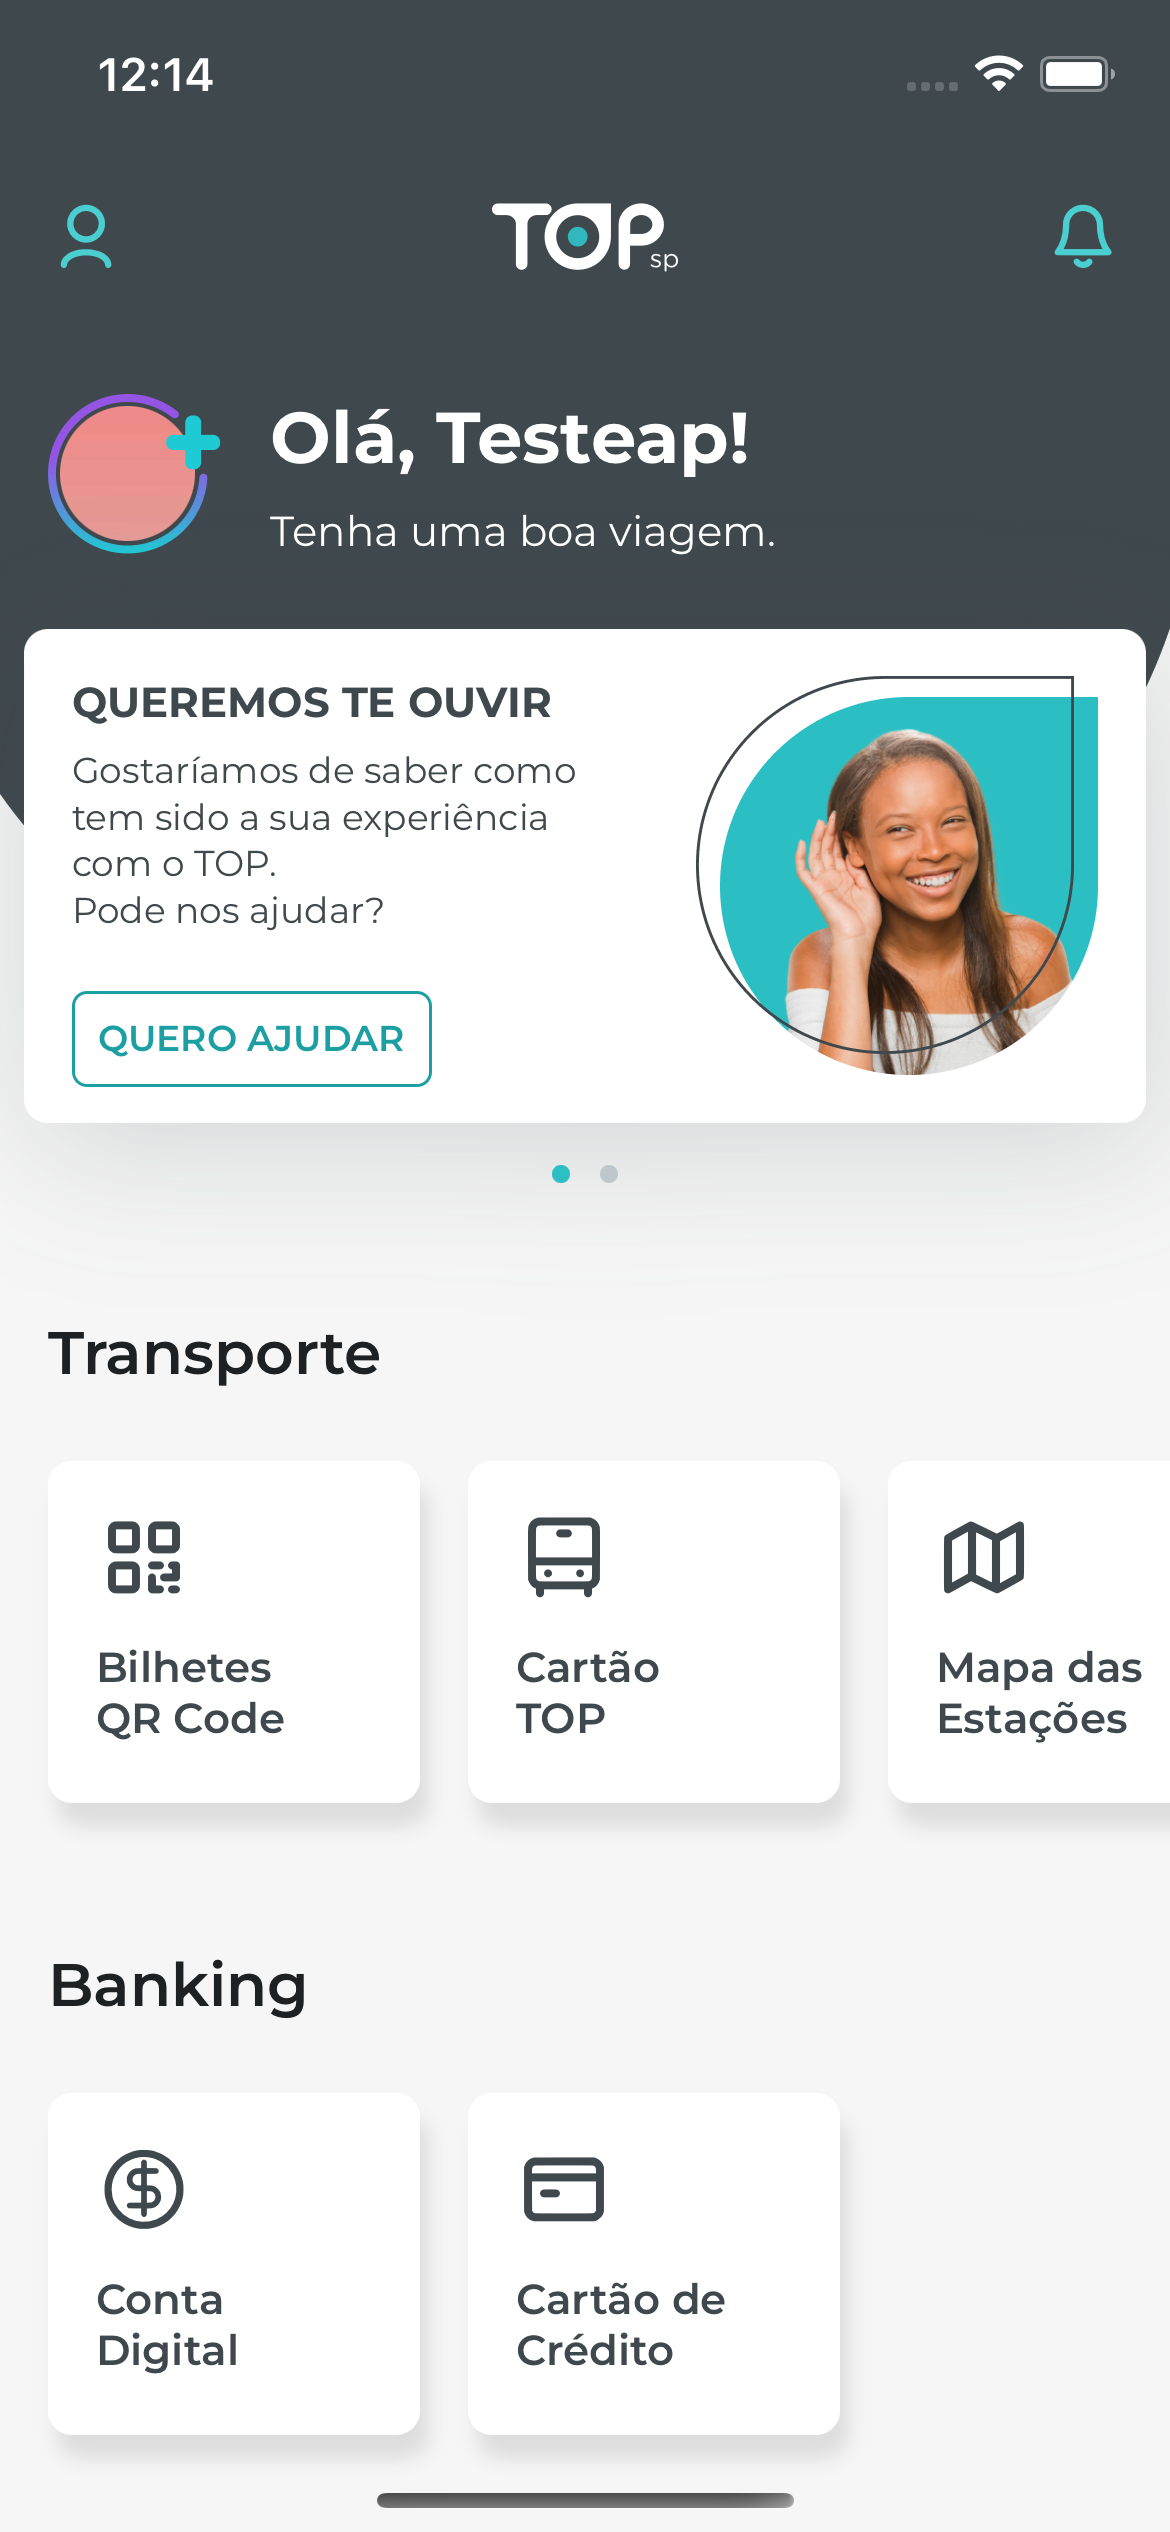 12:14
TOP
sp
Olá, Testeap!
Tenha uma boa viagem.
QUEREMOS TE OUVIR
Gostaríamos de saber como
tem sido a sua experiência
com o TOP.
Pode nos ajudar?
QUERO AJUDAR
Transporte
Bilhetes
QR Code
Cartão
TOP
Mapa das
Estações
Banking
Conta
Digital
Cartão de
Crédito